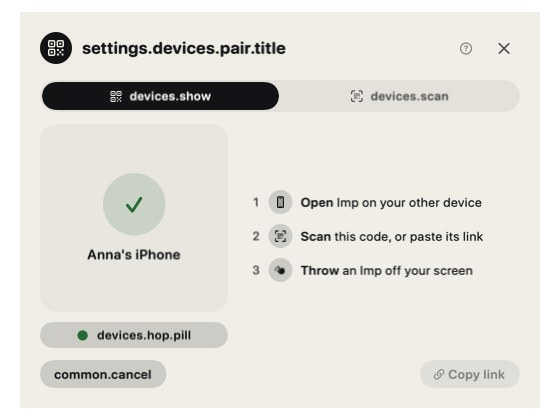 settings.devices.pair.title
devices.show
devices.scan
Anna's iPhone
1 Open Imp on your other device
2 Scan this code, or paste its link
3 Throw an Imp off your screen
devices.hop.pill
common.cancel
Copy link